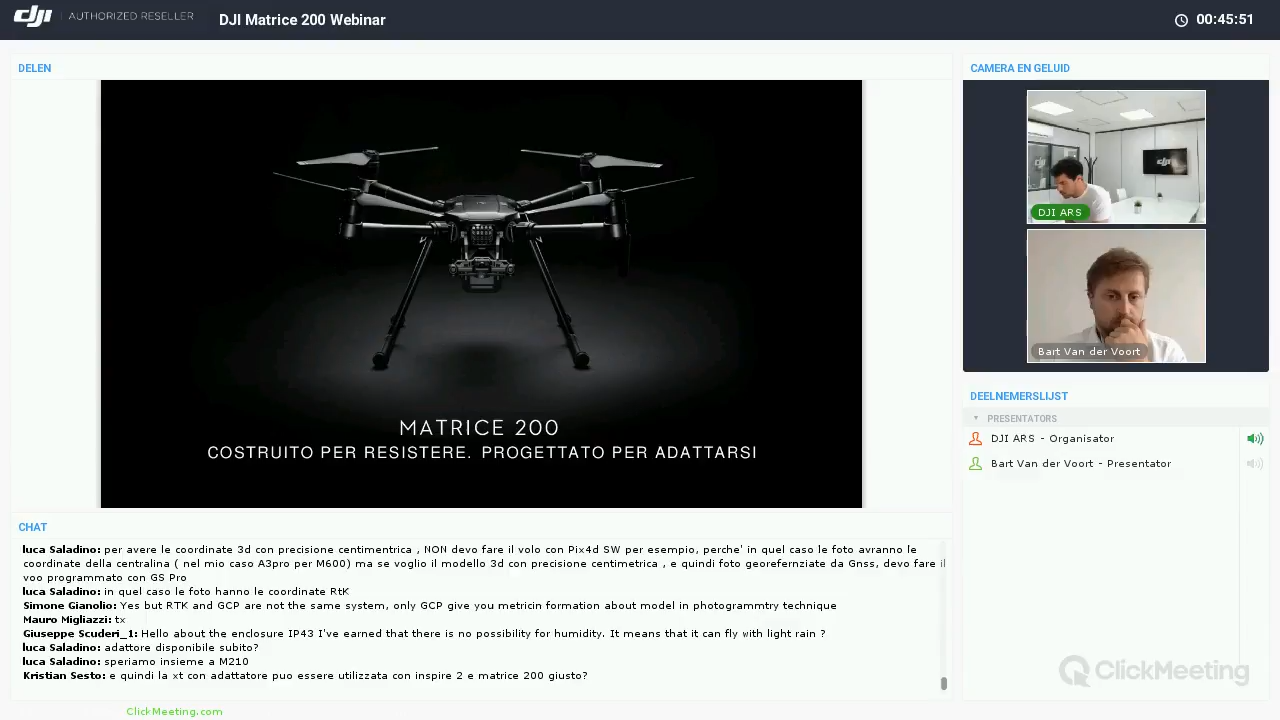 dji AUTHORIZED RESELLER DJI Matrice 200 Webinar 00:45:51
DELEN
CAMERA EN GELUID
dji
dji
DJI ARS
Bart Van der Voort
MATRICE 200
COSTRUITO PER RESISTERE. PROGETTATO PER ADATTARSI
DEELNEMERSLIJST
PRESENTATORS
DJI ARS - Organisator
Bart Van der Voort - Presentator
CHAT
luca Saladino: per avere le coordinate 3d con precisione centimentrica , NON devo fare il volo con Pix4d SW per esempio, perche' in quel caso le foto avranno le
coordinate della centralina ( nel mio caso A3pro per M600) ma se voglio il modello 3d con precisione centimetrica , e quindi foto georefernziate da Gnss, devo fare il
voo programmato con GS Pro
luca Saladino: in quel caso le foto hanno le coordinate RtK
Simone Gianolio: Yes but RTK and GCP are not the same system, only GCP give you metricin formation about model in photogrammtry technique
Mauro Migliazzi: tx
Giuseppe Scuderi_1: Hello about the enclosure IP43 I've earned that there is no possibility for humidity. It means that it can fly with light rain ?
luca Saladino: adattore disponibile subito?
luca Saladino: speriamo insieme a M210
Kristian Sesto: e quindi la xt con adattatore puo essere utilizzata con inspire 2 e matrice 200 giusto?
ClickMeeting
ClickMeeting.com